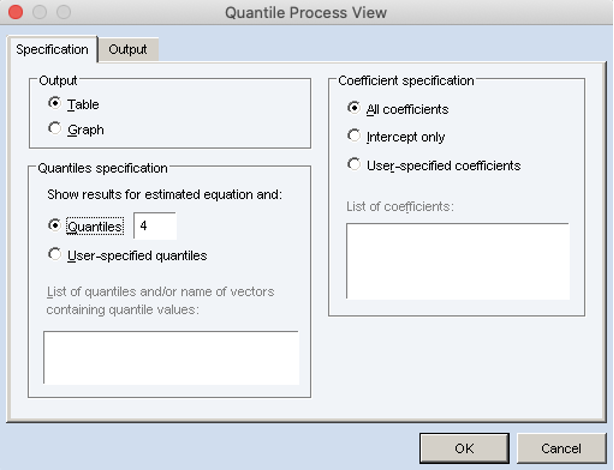 Quantile Process View
Specification
Output
Output
Table
Graph
Quantiles specification
Show results for estimated equation and:
Quantiles 4
User-specified quantiles
List of quantiles and/or name of vectors
containing quantile values:
Coefficient specification
All coefficients
Intercept only
User-specified coefficients
List of coefficients:
OK
Cancel